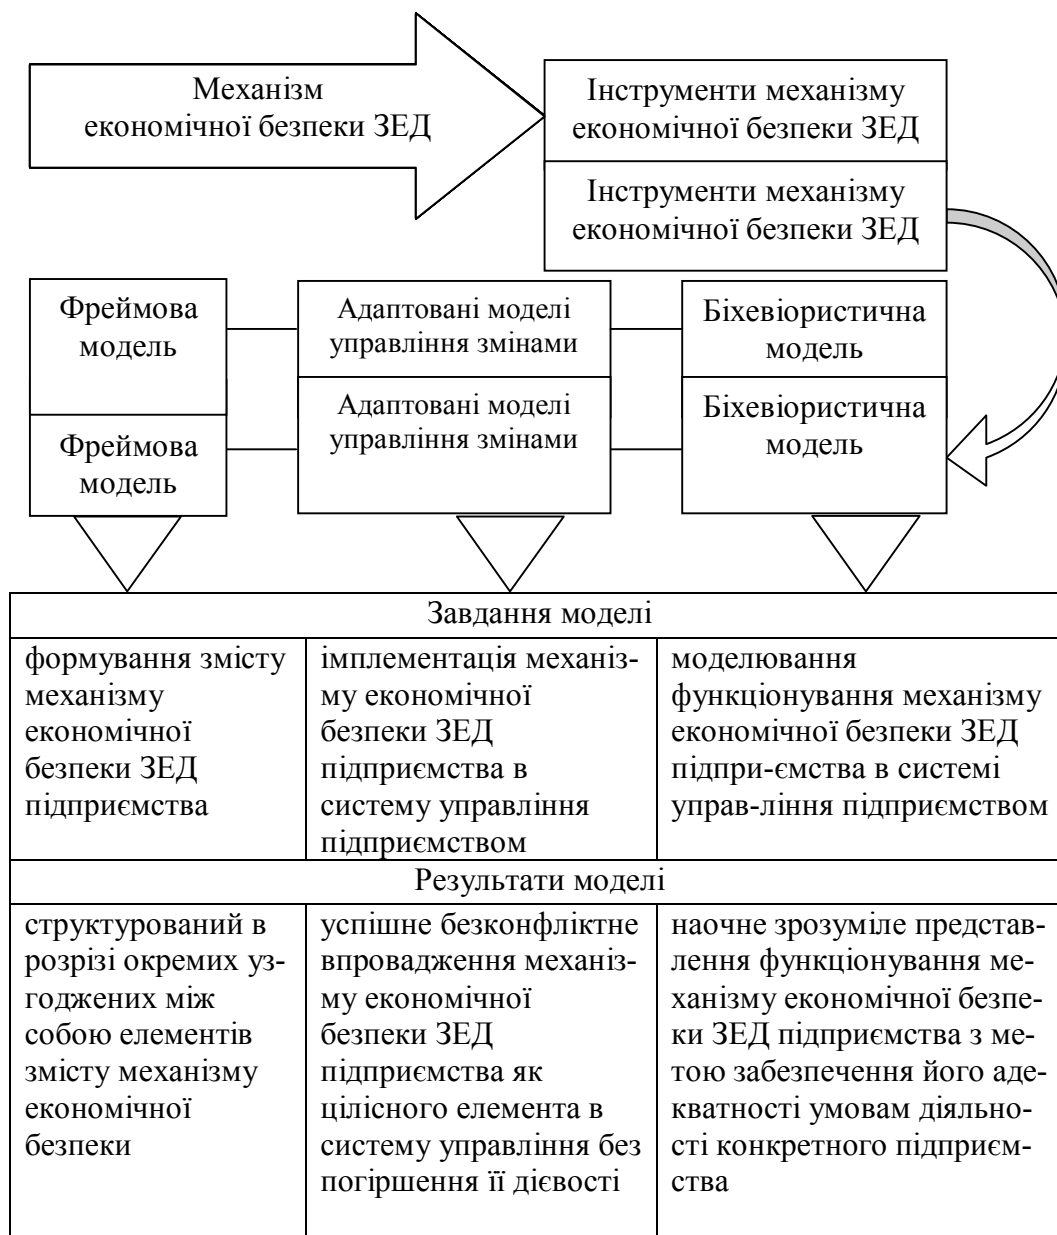 Механізм
економічної безпеки ЗЕД
Інструменти механізму
економічної безпеки ЗЕД
Інструменти механізму
економічної безпеки ЗЕД
Фреймова
модель
Адаптовані моделі
управління змінами
Біхевіористична
модель
Фреймова
модель
Адаптовані моделі
управління змінами
Біхевіористична
модель
Завдання моделі
формування змісту
механізму
економічної
безпеки ЗЕД
підприємства
імплементація механіз-
му економічної
безпеки ЗЕД
підприємства в
систему управління
підприємством
моделювання
функціонування механізму
економічної безпеки ЗЕД
підпри-ємства в системі
управ-ління підприємством
Результати моделі
структурований в
розрізі окремих уз-
годжених між
собою елементів
змісту механізму
економічної
безпеки
успішне безконфліктне
впровадження механіз-
му економічної
безпеки ЗЕД
підприємства як
цілісного елемента в
систему управління без
погіршення її дієвості
наочне зрозуміле представ-
лення функціонування ме-
ханізму економічної безпе-
ки ЗЕД підприємства з ме-
тою забезпечення його аде-
кватності умовам діяльно-
сті конкретного підприєм-
ства